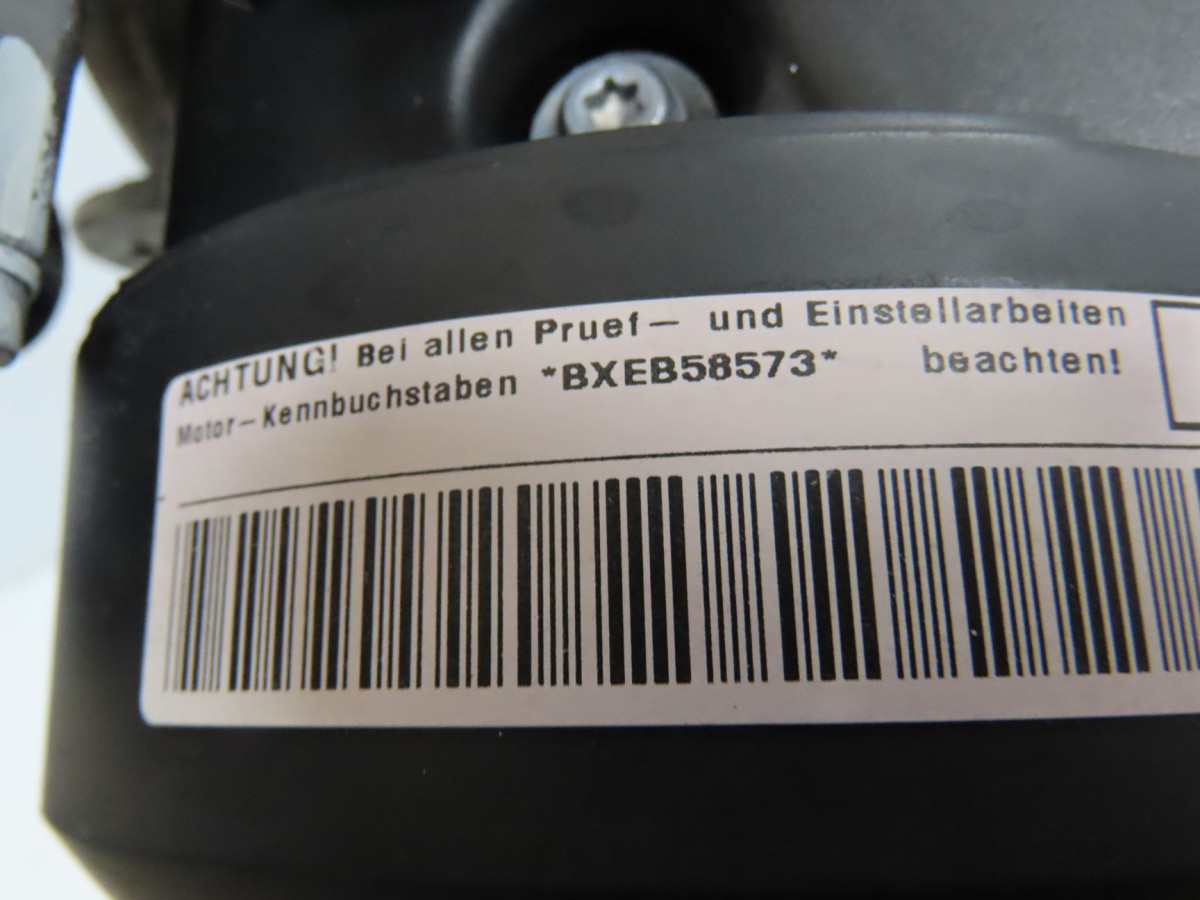 ACHTUNG! Bei allen Pruef- und Einstellarbeiten
Motor-Kennbuchstaben *BXEB58573* beachten!